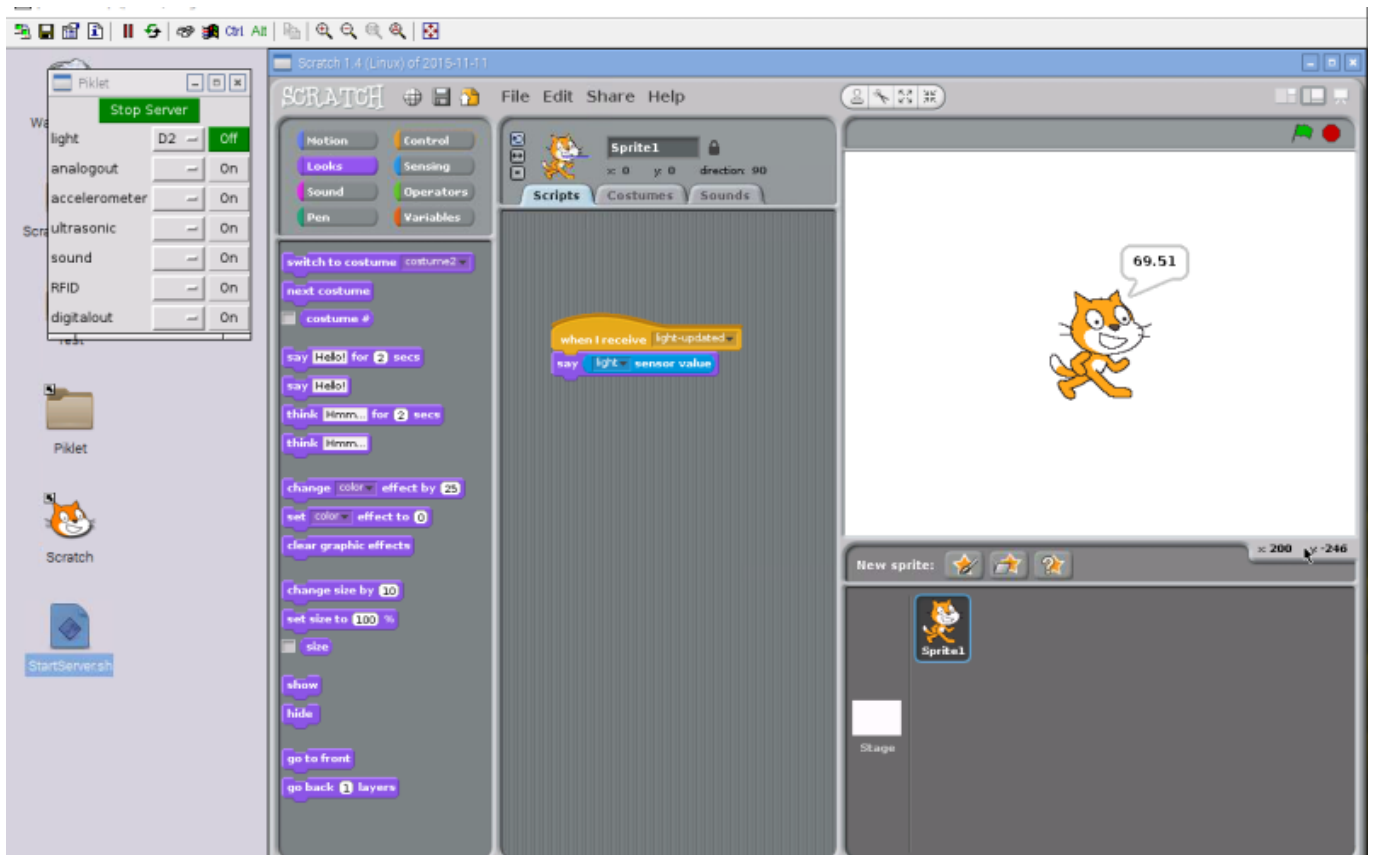 Ctrl Alt
Piklet
Stop Server
light D2 Off
analogout On
accelerometer On
ultrasonic On
sound On
RFID On
digitalout On
Piklet
Scratch
StartServer.sh
Scratch 1.4 (Linux) of 2015-11-11
SCRATCH File Edit Share Help
Motion Control
Looks Sensing
Sound Operators
Pen Variables
switch to costume costume2
next costume
costume #
say Hello! for 2 secs
say Hello!
think Hmm... for 2 secs
think Hmm...
change color effect by 25
set color effect to 0
clear graphic effects
change size by 10
set size to 100 %
size
show
hide
go to front
go back 1 layers
Sprite1
x: 0 y: 0 direction: 90
Scripts Costumes Sounds
when I receive light-updated
say light sensor value
69.51
x: 200 y: -246
New sprite:
Sprite1
Stage